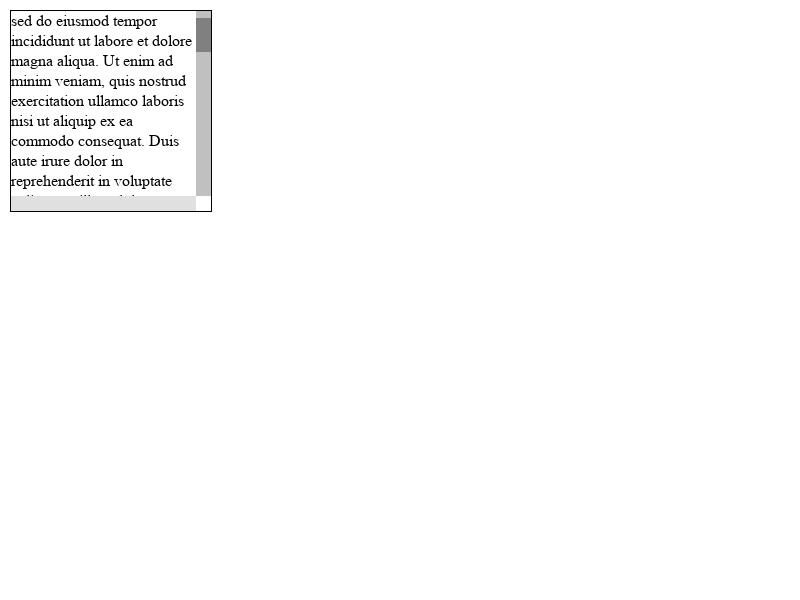 sed do eiusmod tempor
incididunt ut labore et dolore
magna aliqua. Ut enim ad
minim veniam, quis nostrud
exercitation ullamco laboris
nisi ut aliquip ex ea
commodo consequat. Duis
aute irure dolor in
reprehenderit in voluptate